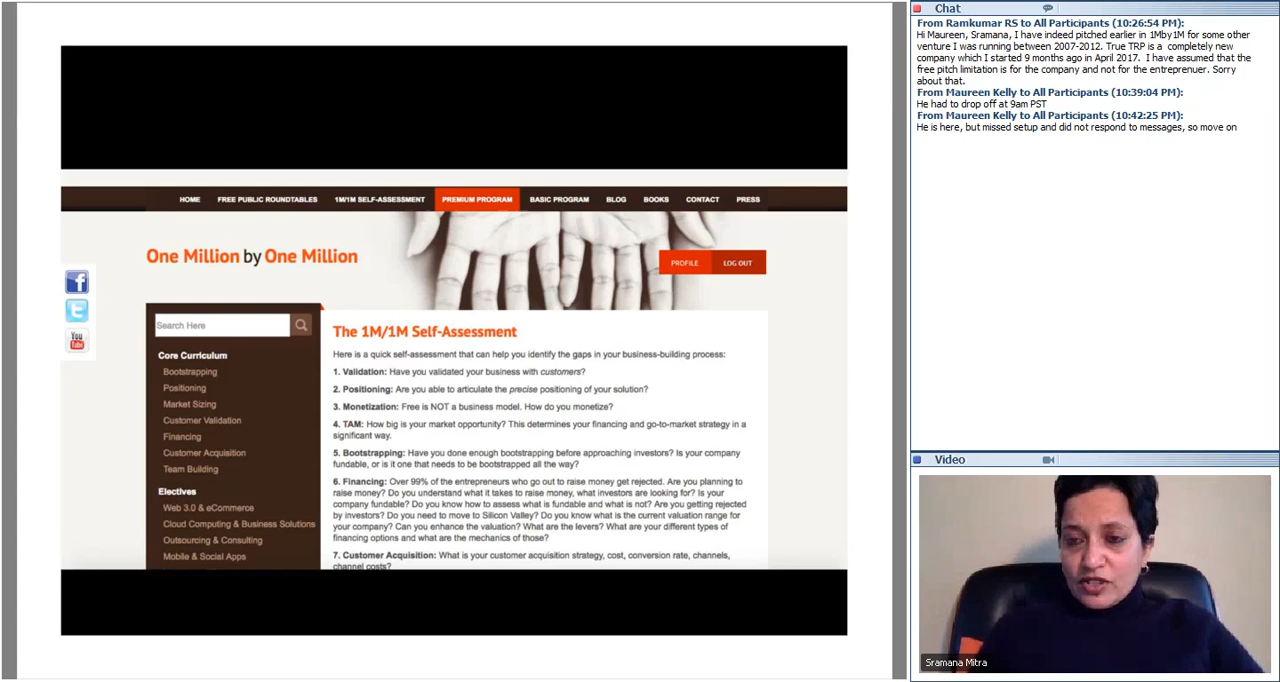 HOME FREE PUBLIC ROUNDTABLES 1M/1M SELF-ASSESSMENT PREMIUM PROGRAM BASIC PROGRAM BLOG BOOKS CONTACT PRESS
One Million by One Million
PROFILE LOG OUT
f
t
You
Tube
Search Here
Core Curriculum
Bootstrapping
Positioning
Market Sizing
Customer Validation
Financing
Customer Acquisition
Team Building
Electives
Web 3.0 & eCommerce
Cloud Computing & Business Solutions
Outsourcing & Consulting
Mobile & Social Apps
The 1M/1M Self-Assessment
Here is a quick self-assessment that can help you identify the gaps in your business-building process:
1. Validation: Have you validated your business with customers?
2. Positioning: Are you able to articulate the precise positioning of your solution?
3. Monetization: Free is NOT a business model. How do you monetize?
4. TAM: How big is your market opportunity? This determines your financing and go-to-market strategy in a
significant way.
5. Bootstrapping: Have you done enough bootstrapping before approaching investors? Is your company
fundable, or is it one that needs to be bootstrapped all the way?
6. Financing: Over 99% of the entrepreneurs who go out to raise money get rejected. Are you planning to
raise money? Do you understand what it takes to raise money, what investors are looking for? Is your
company fundable? Do you know how to assess what is fundable and what is not? Are you getting rejected
by investors? Do you need to move to Silicon Valley? Do you know what is the current valuation range for
your company? Can you enhance the valuation? What are the levers? What are your different types of
financing options and what are the mechanics of those?
7. Customer Acquisition: What is your customer acquisition strategy, cost, conversion rate, channels,
channel costs?
Chat
From Ramkumar RS to All Participants (10:26:54 PM):
Hi Maureen, Sramana, I have indeed pitched earlier in 1Mby1M for some other
venture I was running between 2007-2012. True TRP is a completely new
company which I started 9 months ago in April 2017. I have assumed that the
free pitch limitation is for the company and not for the entreprenuer. Sorry
about that.
From Maureen Kelly to All Participants (10:39:04 PM):
He had to drop off at 9am PST
From Maureen Kelly to All Participants (10:42:25 PM):
He is here, but missed setup and did not respond to messages, so move on
Video
Sramana Mitra